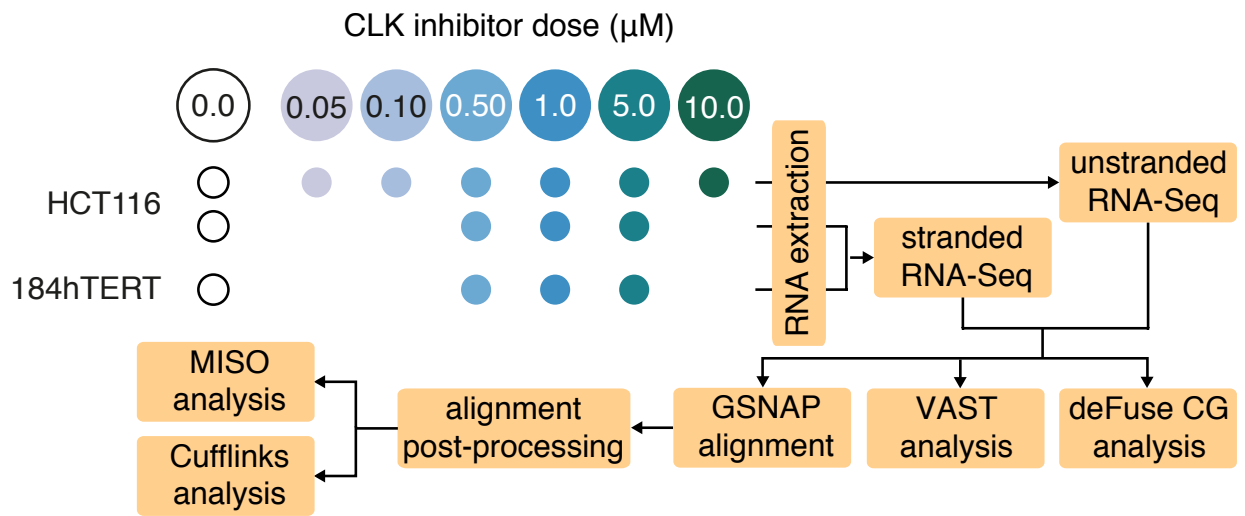 CLK inhibitor dose (µM)
0.0 0.05 0.10 0.50 1.0 5.0 10.0
HCT116
184hTERT
RNA extraction
unstranded
RNA-Seq
stranded
RNA-Seq
MISO
analysis
Cufflinks
analysis
alignment
post-processing
GSNAP
alignment
VAST
analysis
deFuse CG
analysis